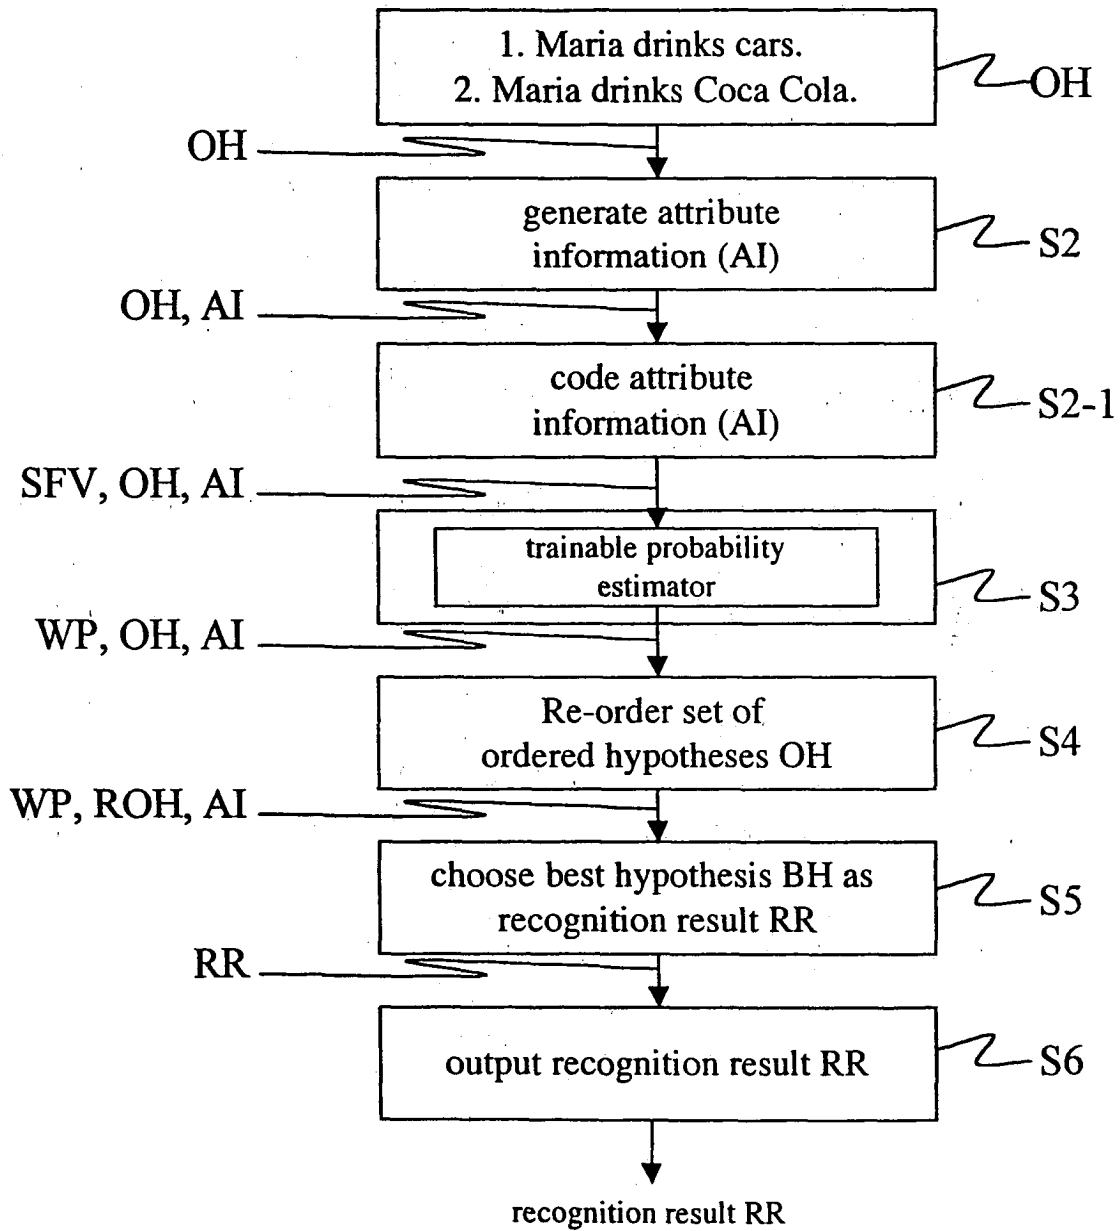 1. Maria drinks cars.
2. Maria drinks Coca Cola.
OH
OH
generate attribute
information (AI)
S2
OH, AI
code attribute
information (AI)
S2-1
SFV, OH, AI
trainable probability
estimator
S3
WP, OH, AI
Re-order set of
ordered hypotheses OH
S4
WP, ROH, AI
choose best hypothesis BH as
recognition result RR
S5
RR
output recognition result RR
S6
recognition result RR